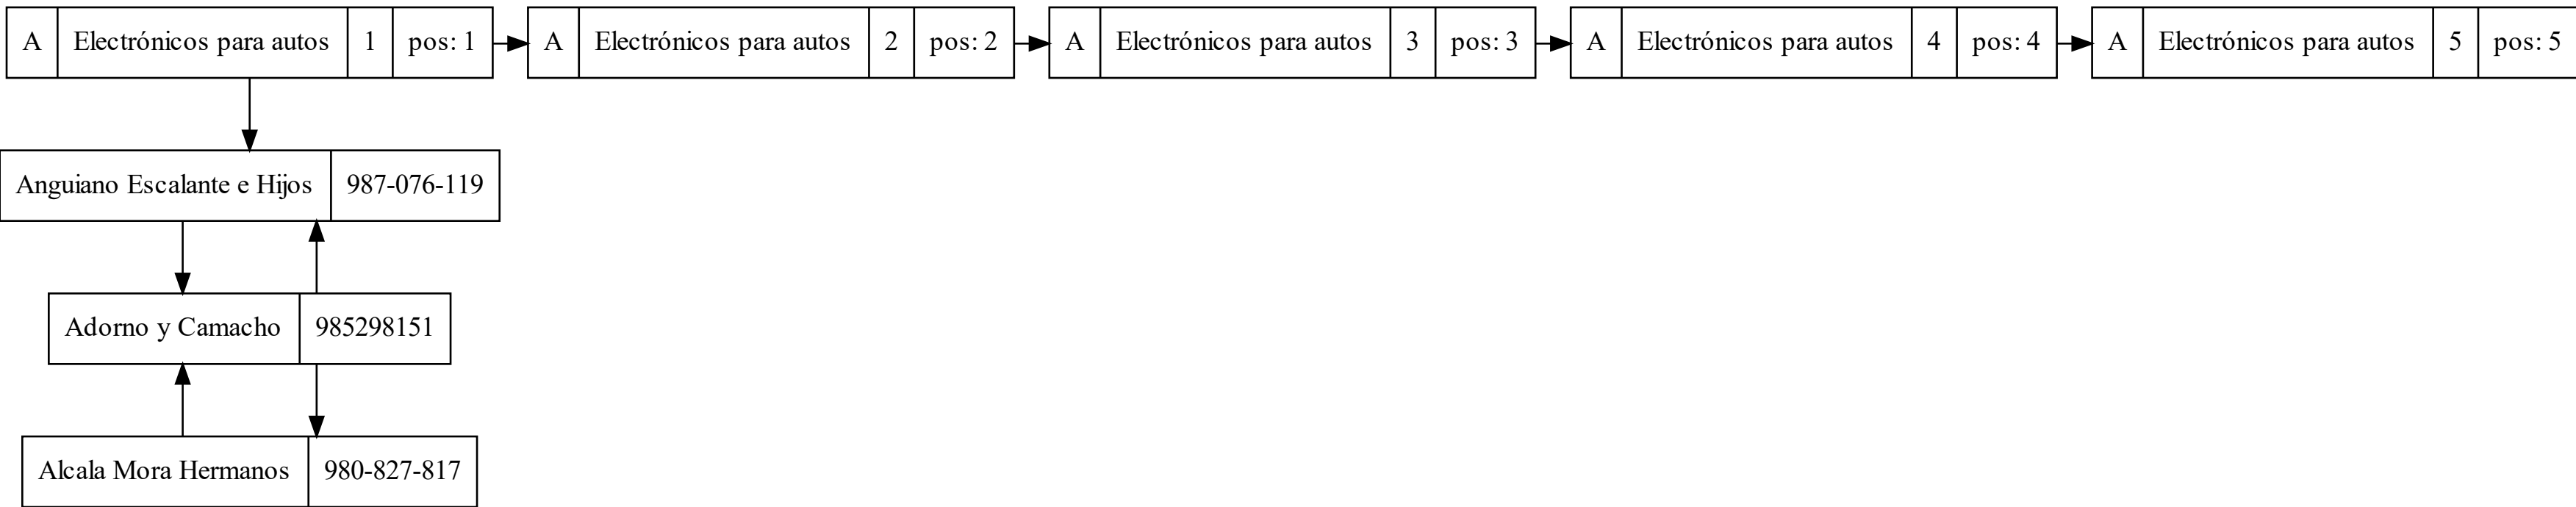 A Electrónicos para autos 1 pos: 1 A Electrónicos para autos 2 pos: 2 A Electrónicos para autos 3 pos: 3 A Electrónicos para autos 4 pos: 4 A Electrónicos para autos 5 pos: 5
Anguiano Escalante e Hijos 987-076-119
Adorno y Camacho 985298151
Alcala Mora Hermanos 980-827-817